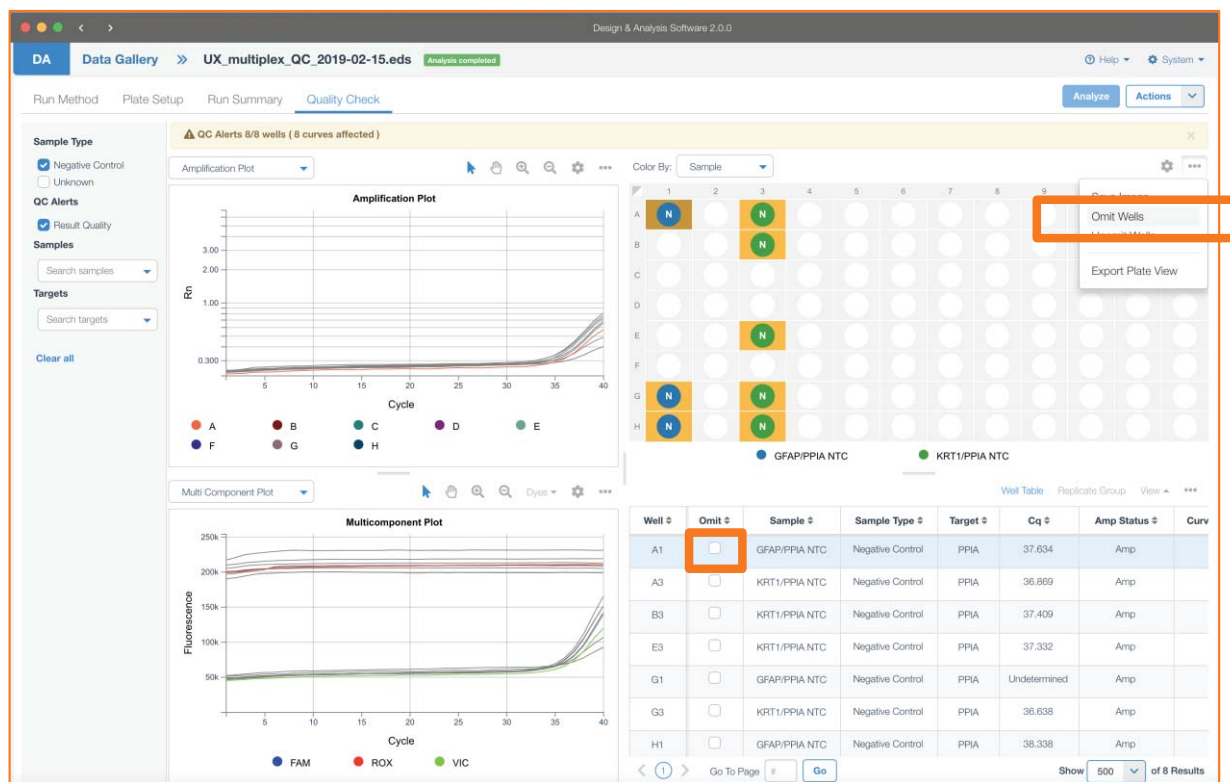 Design & Analysis Software 2.0.0
DA Data Gallery » UX_multiplex_QC_2019-02-15.eds Analysis completed
Help System
Run Method Plate Setup Run Summary Quality Check
Analyze Actions
Sample Type
Negative Control
Unknown
QC Alerts
Result Quality
Samples
Search samples
Targets
Search targets
Clear all
QC Alerts 8/8 wells ( 8 curves affected )
Amplification Plot
Amplification Plot
Rn
3.00
2.00
1.00
0.300
5 10 15 20 25 30 35 40
Cycle
A B C D E
F G H
Multi Component Plot Dyes
Multicomponent Plot
Fluorescence
250k
200k
150k
100k
50k
5 10 15 20 25 30 35 40
Cycle
FAM ROX VIC
Color By: Sample
1 2 3 4 5 6 7 8 9
A N N
B N
C
D
E N
F
G N N
H N N
GFAP/PPIA NTC KRT1/PPIA NTC
Omit Wells
Export Plate View
Well Table Replicate Group View
Well Omit Sample Sample Type Target Cq Amp Status Curv
A1 GFAP/PPIA NTC Negative Control PPIA 37.634 Amp
A3 KRT1/PPIA NTC Negative Control PPIA 36.869 Amp
B3 KRT1/PPIA NTC Negative Control PPIA 37.409 Amp
E3 KRT1/PPIA NTC Negative Control PPIA 37.332 Amp
G1 GFAP/PPIA NTC Negative Control PPIA Undetermined Amp
G3 KRT1/PPIA NTC Negative Control PPIA 36.638 Amp
H1 GFAP/PPIA NTC Negative Control PPIA 38.338 Amp
1 Go To Page # Go Show 500 of 8 Results